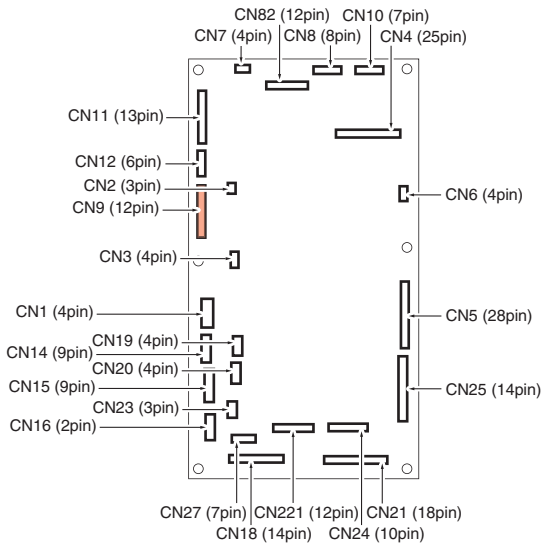 CN82 (12pin)
CN10 (7pin)
CN7 (4pin)
CN8 (8pin)
CN4 (25pin)
CN11 (13pin)
CN12 (6pin)
CN2 (3pin)
CN9 (12pin)
CN6 (4pin)
CN3 (4pin)
CN1 (4pin)
CN5 (28pin)
CN19 (4pin)
CN14 (9pin)
CN20 (4pin)
CN15 (9pin)
CN25 (14pin)
CN23 (3pin)
CN16 (2pin)
CN27 (7pin)
CN221 (12pin)
CN21 (18pin)
CN18 (14pin)
CN24 (10pin)